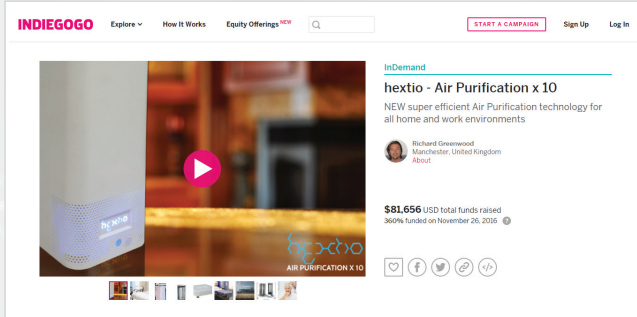 INDIEGOGO Explore How It Works Equity Offerings NEW START A CAMPAIGN Sign Up Log In
InDemand
hextio - Air Purification x 10
NEW super efficient Air Purification technology for
all home and work environments
Richard Greenwood
Manchester, United Kingdom
About
$81,656 USD total funds raised
360% funded on November 26, 2016 ?
hextio
hextio
AIR PURIFICATION X 10